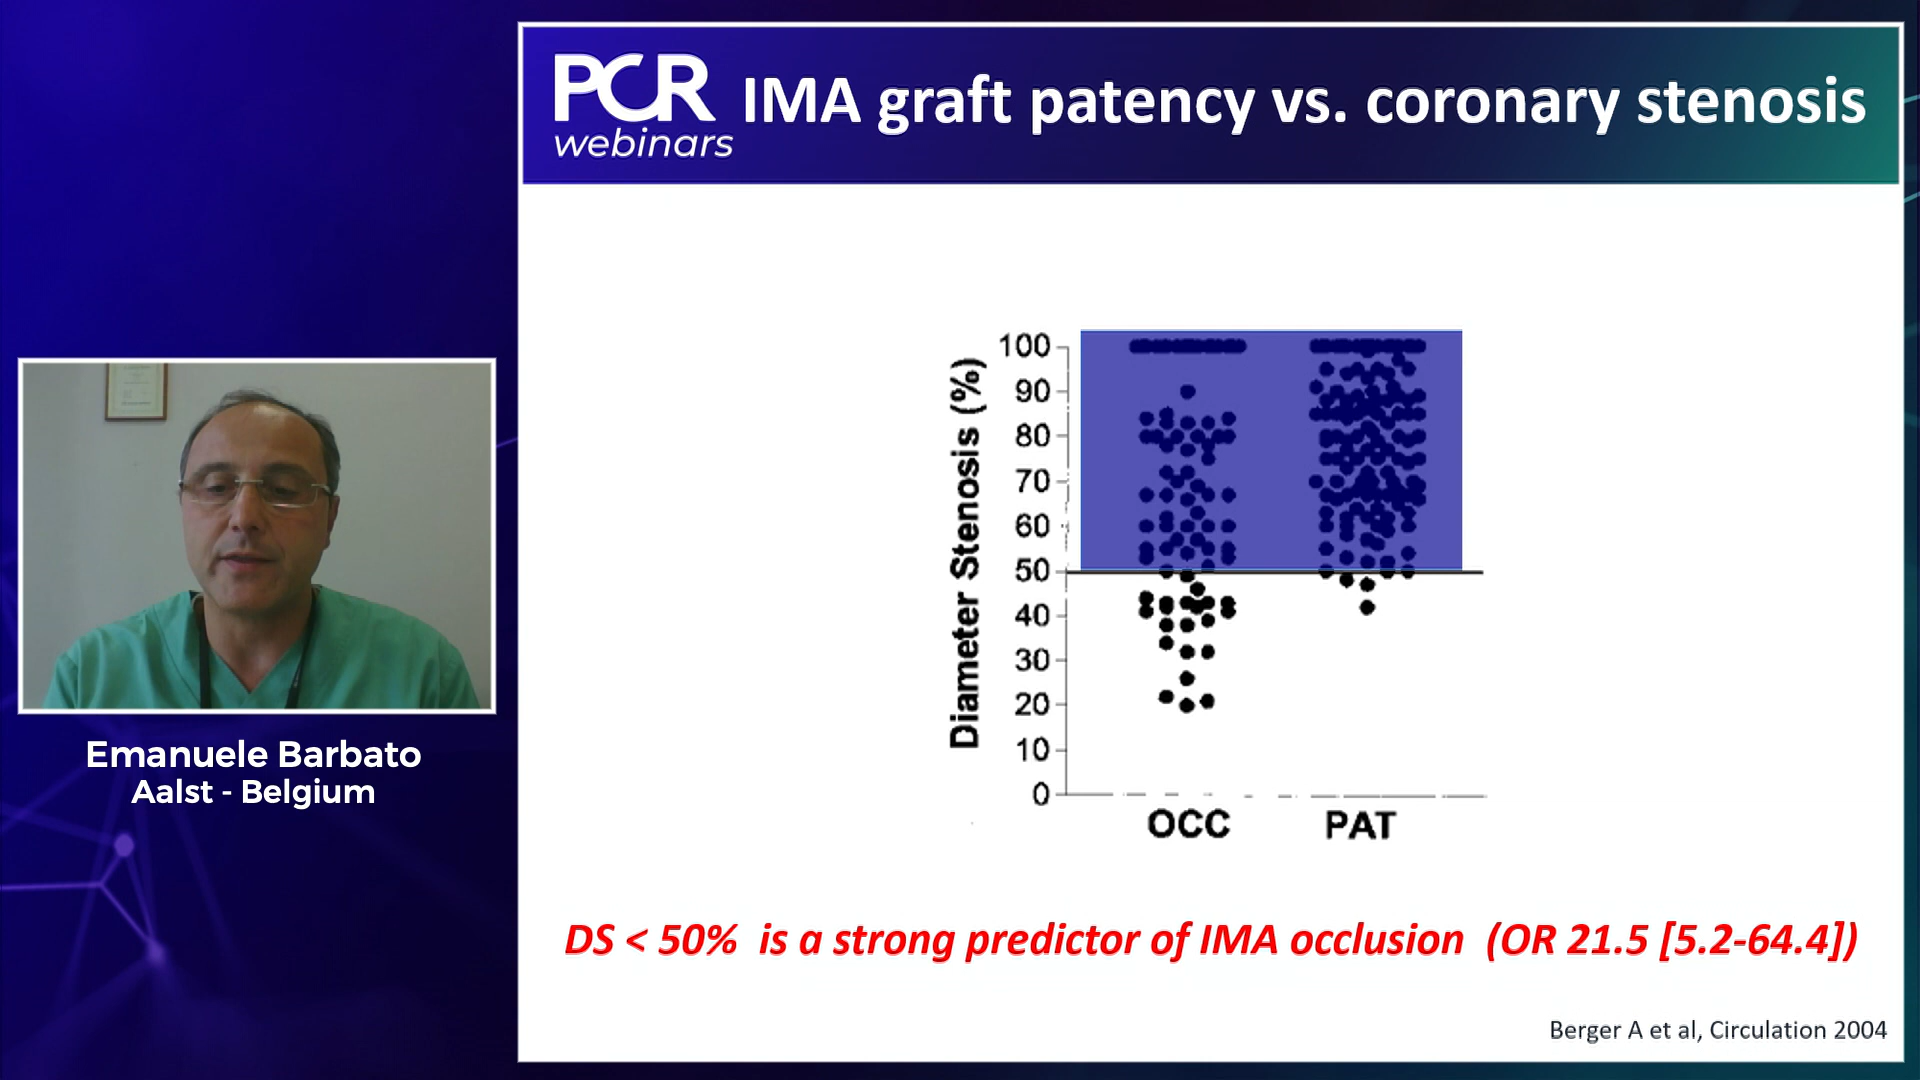 PCR
webinars
IMA graft patency vs. coronary stenosis
Diameter Stenosis (%)
100
90
80
70
60
50
40
30
20
10
0
OCC PAT
DS < 50% is a strong predictor of IMA occlusion (OR 21.5 [5.2-64.4])
Berger A et al, Circulation 2004
Emanuele Barbato
Aalst - Belgium